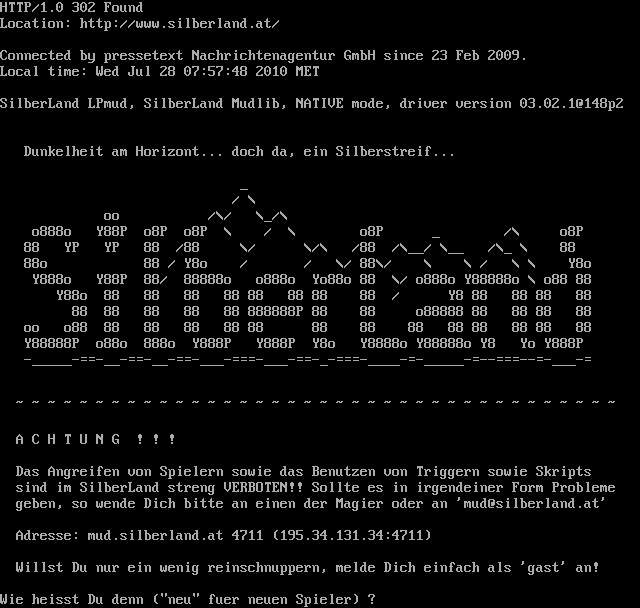 HTTP/1.0 302 Found
Location: http://www.silberland.at/
Connected by pressetext Nachrichtenagentur GmbH since 23 Feb 2009.
Local time: Wed Jul 28 07:57:48 2010 MET
SilberLand LPmud, SilberLand Mudlib, NATIVE mode, driver version 03.02.1@148p2
Dunkelheit am Horizont... doch da, ein Silberstreif...
Silberland
A C H T U N G ! ! !
Das Angreifen von Spielern sowie das Benutzen von Triggern sowie Skripts
sind im SilberLand streng VERBOTEN!! Sollte es in irgendeiner Form Probleme
geben, so wende Dich bitte an einen der Magier oder an 'mud@silberland.at'
Adresse: mud.silberland.at 4711 (195.34.131.34:4711)
Willst Du nur ein wenig reinschnuppern, melde Dich einfach als 'gast' an!
Wie heisst Du denn ("neu" fuer neuen Spieler) ?